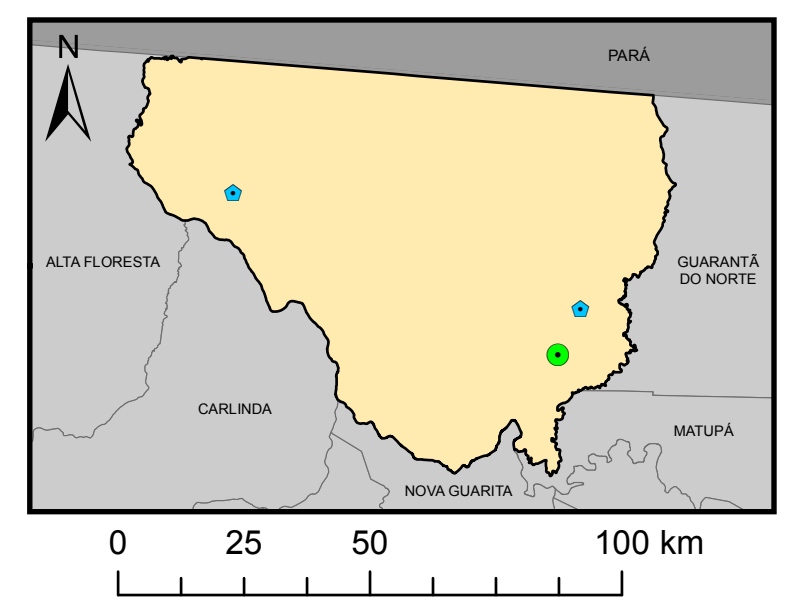 N
PARÁ
ALTA FLORESTA
GUARANTÃ
DO NORTE
CARLINDA
MATUPÁ
NOVA GUARITA
0 25 50 100 km